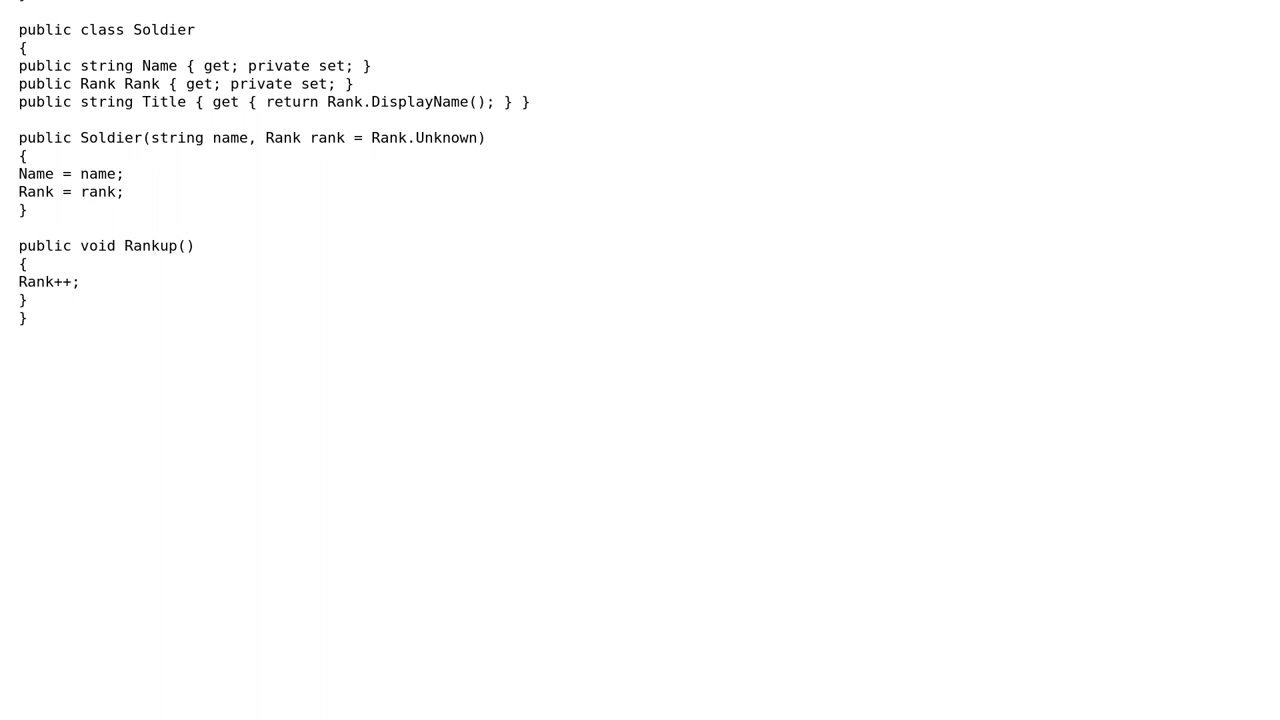 public class Soldier
{
public string Name { get; private set; }
public Rank Rank { get; private set; }
public string Title { get { return Rank.DisplayName(); } }

public Soldier(string name, Rank rank = Rank.Unknown)
{
Name = name;
Rank = rank;
}

public void Rankup()
{
Rank++;
}
}